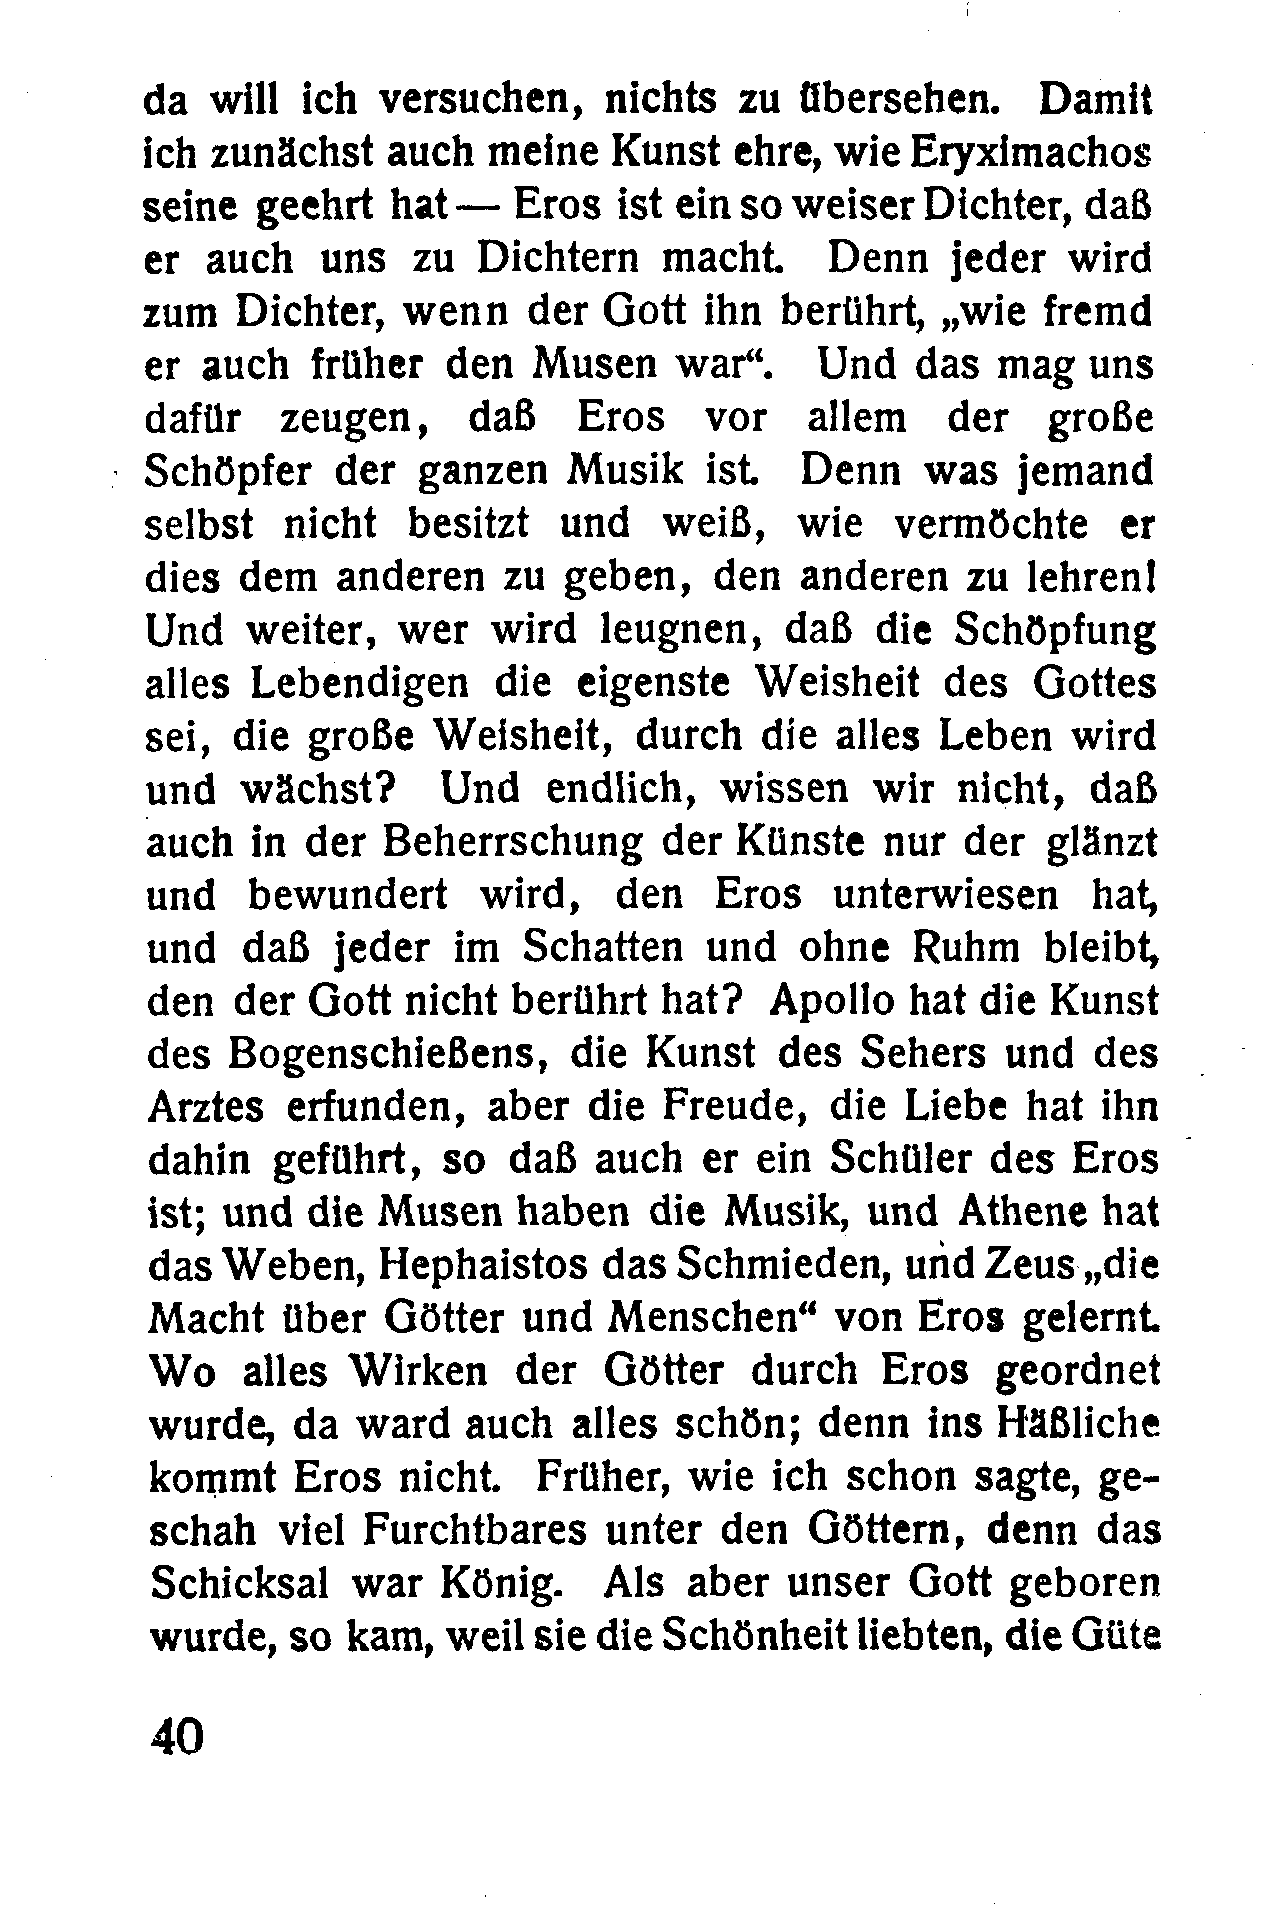 da will ich versuchen, nichts zu übersehen. Damit
ich zunächst auch meine Kunst ehre, wie Eryximachos
seine geehrt hat — Eros ist ein so weiser Dichter, daß
er auch uns zu Dichtern macht. Denn jeder wird
zum Dichter, wenn der Gott ihn berührt, „wie fremd
er auch früher den Musen war“. Und das mag uns
dafür zeugen, daß Eros vor allem der große
Schöpfer der ganzen Musik ist. Denn was jemand
selbst nicht besitzt und weiß, wie vermöchte er
dies dem anderen zu geben, den anderen zu lehren!
Und weiter, wer wird leugnen, daß die Schöpfung
alles Lebendigen die eigenste Weisheit des Gottes
sei, die große Weisheit, durch die alles Leben wird
und wächst? Und endlich, wissen wir nicht, daß
auch in der Beherrschung der Künste nur der glänzt
und bewundert wird, den Eros unterwiesen hat,
und daß jeder im Schatten und ohne Ruhm bleibt,
den der Gott nicht berührt hat? Apollo hat die Kunst
des Bogenschießens, die Kunst des Sehers und des
Arztes erfunden, aber die Freude, die Liebe hat ihn
dahin geführt, so daß auch er ein Schüler des Eros
ist; und die Musen haben die Musik, und Athene hat
das Weben, Hephaistos das Schmieden, und Zeus „die
Macht über Götter und Menschen“ von Eros gelernt.
Wo alles Wirken der Götter durch Eros geordnet
wurde, da ward auch alles schön; denn ins Häßliche
kommt Eros nicht. Früher, wie ich schon sagte, ge-
schah viel Furchtbares unter den Göttern, denn das
Schicksal war König. Als aber unser Gott geboren
wurde, so kam, weil sie die Schönheit liebten, die Güte
40